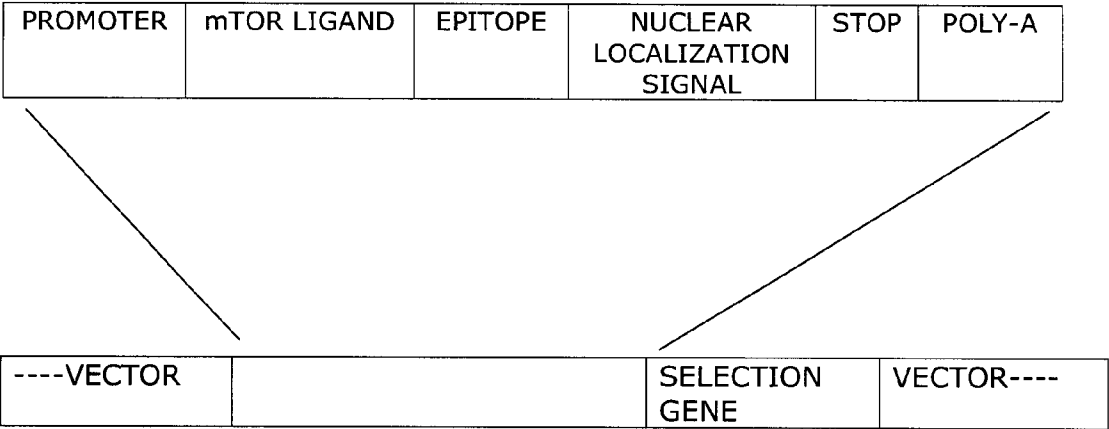 PROMOTER
mTOR LIGAND
EPITOPE
NUCLEAR
LOCALIZATION
SIGNAL
STOP
POLY-A
----VECTOR
SELECTION
GENE
VECTOR----